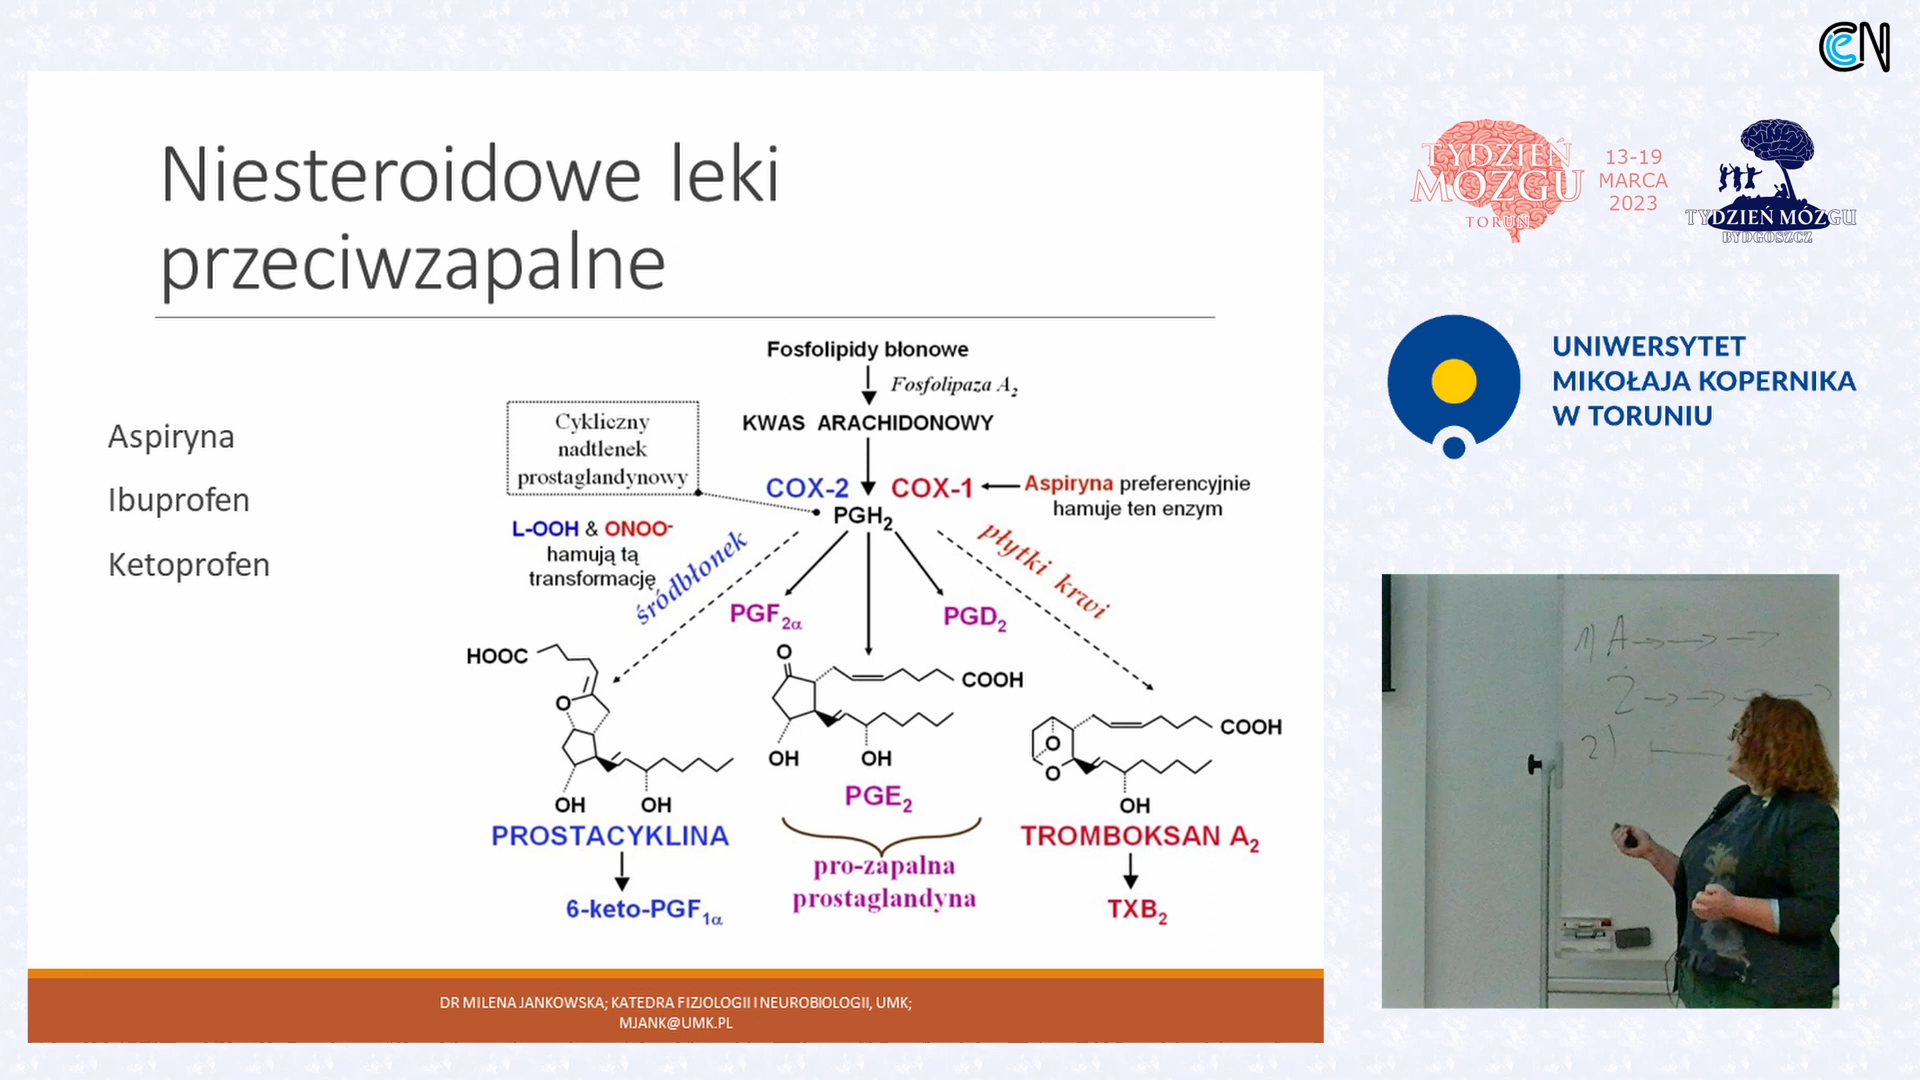 CeN
Niesteroidowe leki
przeciwzapalne
Aspiryna
Ibuprofen
Ketoprofen
Fosfolipidy błonowe
Fosfolipaza A2
KWAS ARACHIDONOWY
Cykliczny
nadtlenek
prostaglandynowy
COX-2
COX-1
Aspiryna preferencyjnie
hamuje ten enzym
PGH2
L-OOH & ONOO-
hamują tą
transformację
śródbłonek
płytki krwi
PGF2α
PGD2
HOOC
O
OH
OH
O
COOH
OH
OH
COOH
O
O
OH
PGE2
PROSTACYKLINA
TROMBOKSAN A2
pro-zapalna
prostaglandyna
6-keto-PGF1α
TXB2
DR MILENA JANKOWSKA; KATEDRA FIZJOLOGII I NEUROBIOLOGII, UMK;
MJANK@UMK.PL
TYDZIEŃ
MÓZGU
TORUŃ
13-19
MARCA
2023
TYDZIEŃ MÓZGU
BYDGOSZCZ
UNIWERSYTET
MIKOŁAJA KOPERNIKA
W TORUNIU
1) A
2)